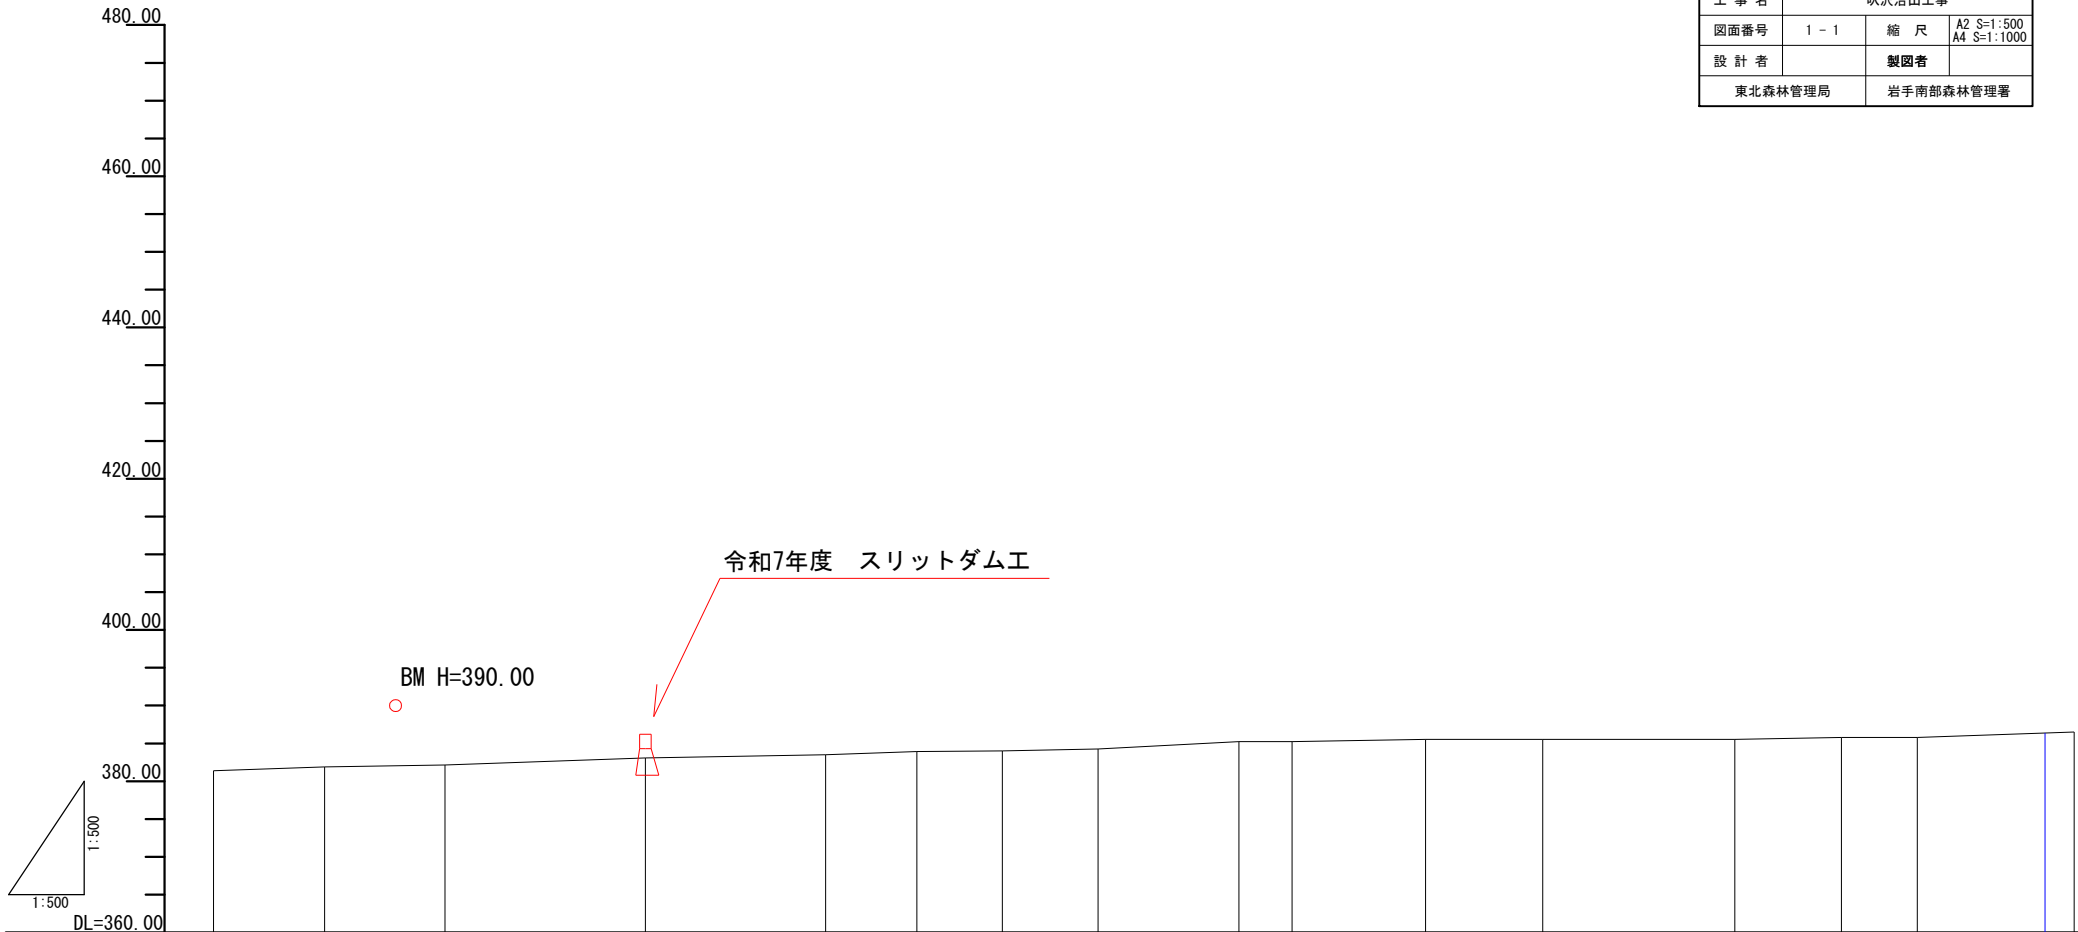 480.00
460.00
440.00
420.00
400.00
380.00
DL=360.00
1:500
1:500
BM H=390.00
令和7年度　スリットダム工
図面番号 1 - 1 縮 尺 A2 S=1:500
A4 S=1:1000
設 計 者 製図者
東北森林管理局 岩手南部森林管理署